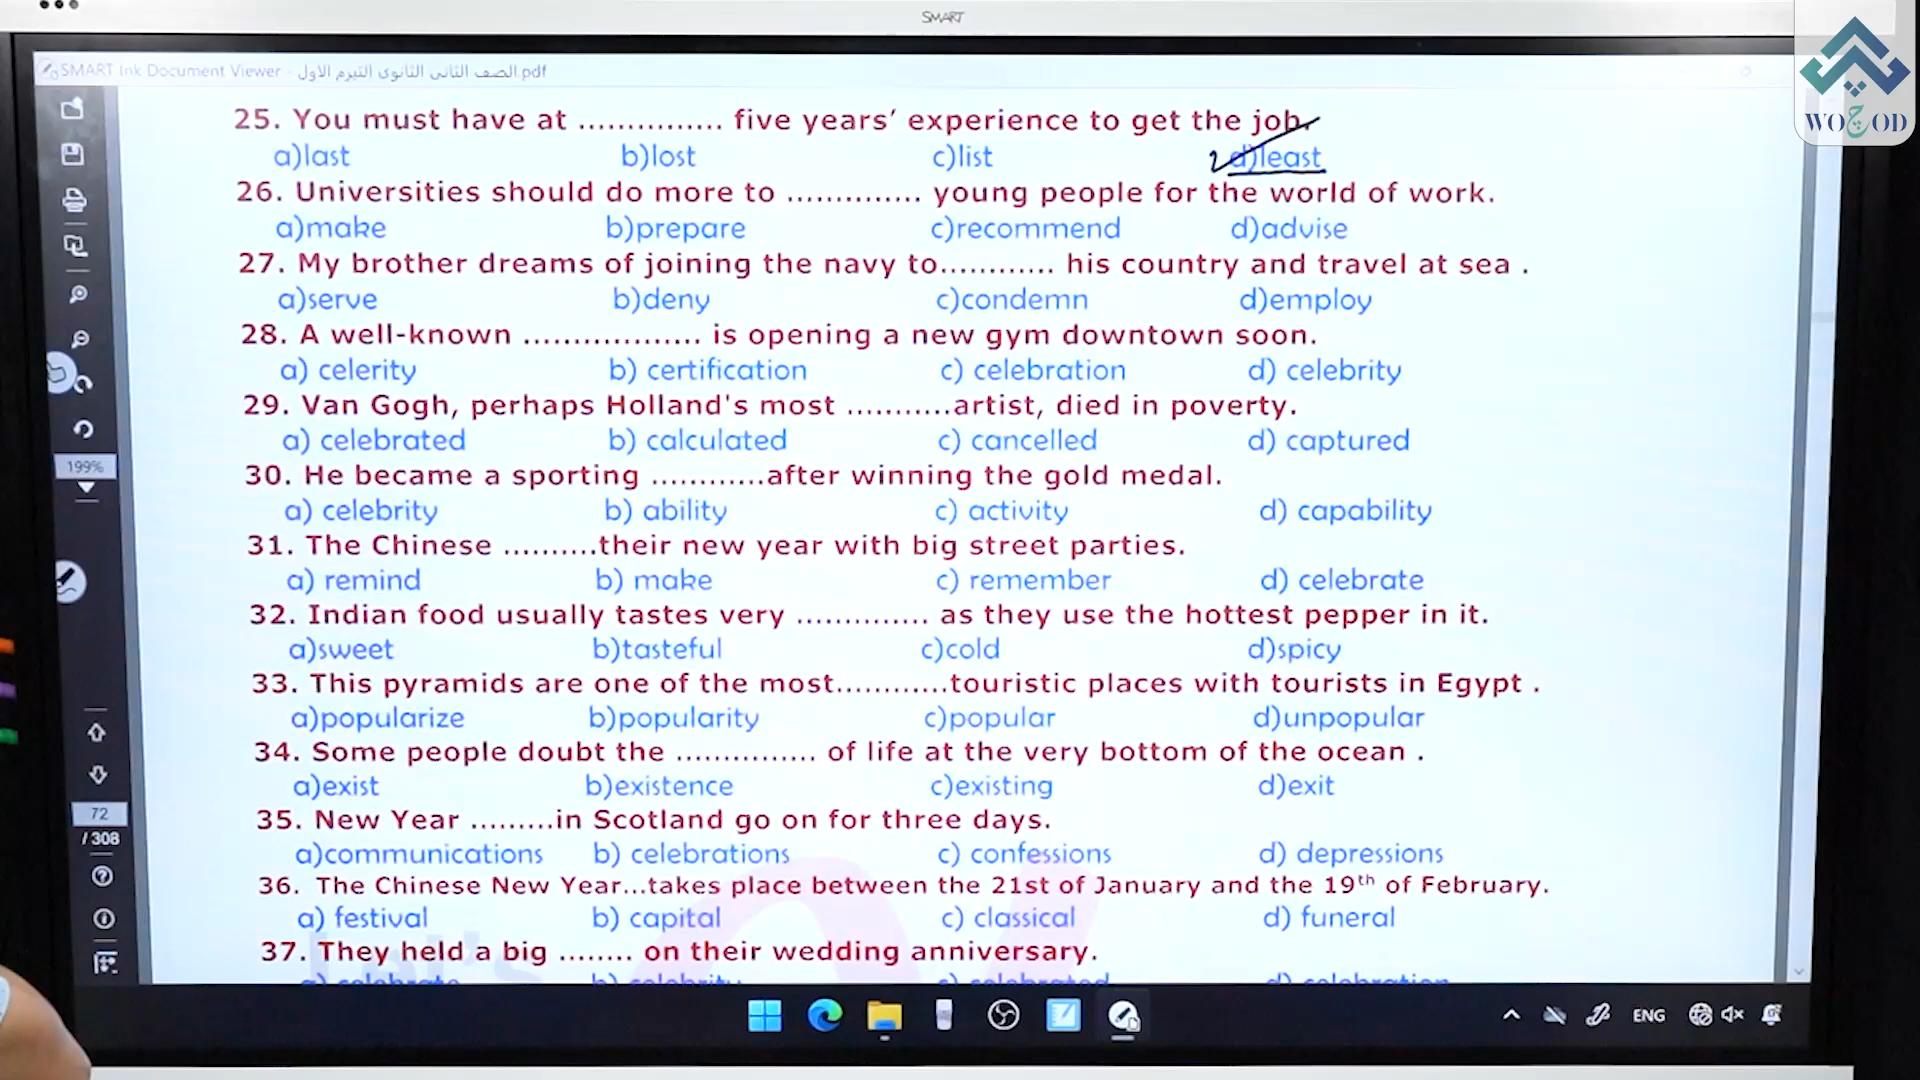 SMART
WOجOD
SMART Ink Document Viewer - الصف الثانى الثانوى التيرم الاول.pdf
25. You must have at ............... five years’ experience to get the job.
a)last b)lost c)list d)least
26. Universities should do more to .............. young people for the world of work.
a)make b)prepare c)recommend d)advise
27. My brother dreams of joining the navy to............ his country and travel at sea .
a)serve b)deny c)condemn d)employ
28. A well-known .................. is opening a new gym downtown soon.
a) celerity b) certification c) celebration d) celebrity
29. Van Gogh, perhaps Holland's most ...........artist, died in poverty.
a) celebrated b) calculated c) cancelled d) captured
30. He became a sporting ............after winning the gold medal.
a) celebrity b) ability c) activity d) capability
31. The Chinese ..........their new year with big street parties.
a) remind b) make c) remember d) celebrate
32. Indian food usually tastes very .............. as they use the hottest pepper in it.
a)sweet b)tasteful c)cold d)spicy
33. This pyramids are one of the most............touristic places with tourists in Egypt .
a)popularize b)popularity c)popular d)unpopular
34. Some people doubt the ............... of life at the very bottom of the ocean .
a)exist b)existence c)existing d)exit
35. New Year .........in Scotland go on for three days.
a)communications b) celebrations c) confessions d) depressions
36. The Chinese New Year...takes place between the 21st of January and the 19th of February.
a) festival b) capital c) classical d) funeral
37. They held a big ........ on their wedding anniversary.
a) celebrate b) celebrity c) celebrated d) celebration
199%
72
/ 308
ENG